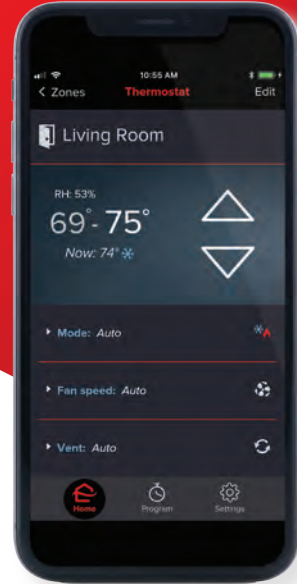 10:55 AM
Zones Thermostat Edit
Living Room
RH: 53%
69°- 75°
Now: 74°
Mode: Auto
Fan speed: Auto
Vent: Auto
Home Program Settings